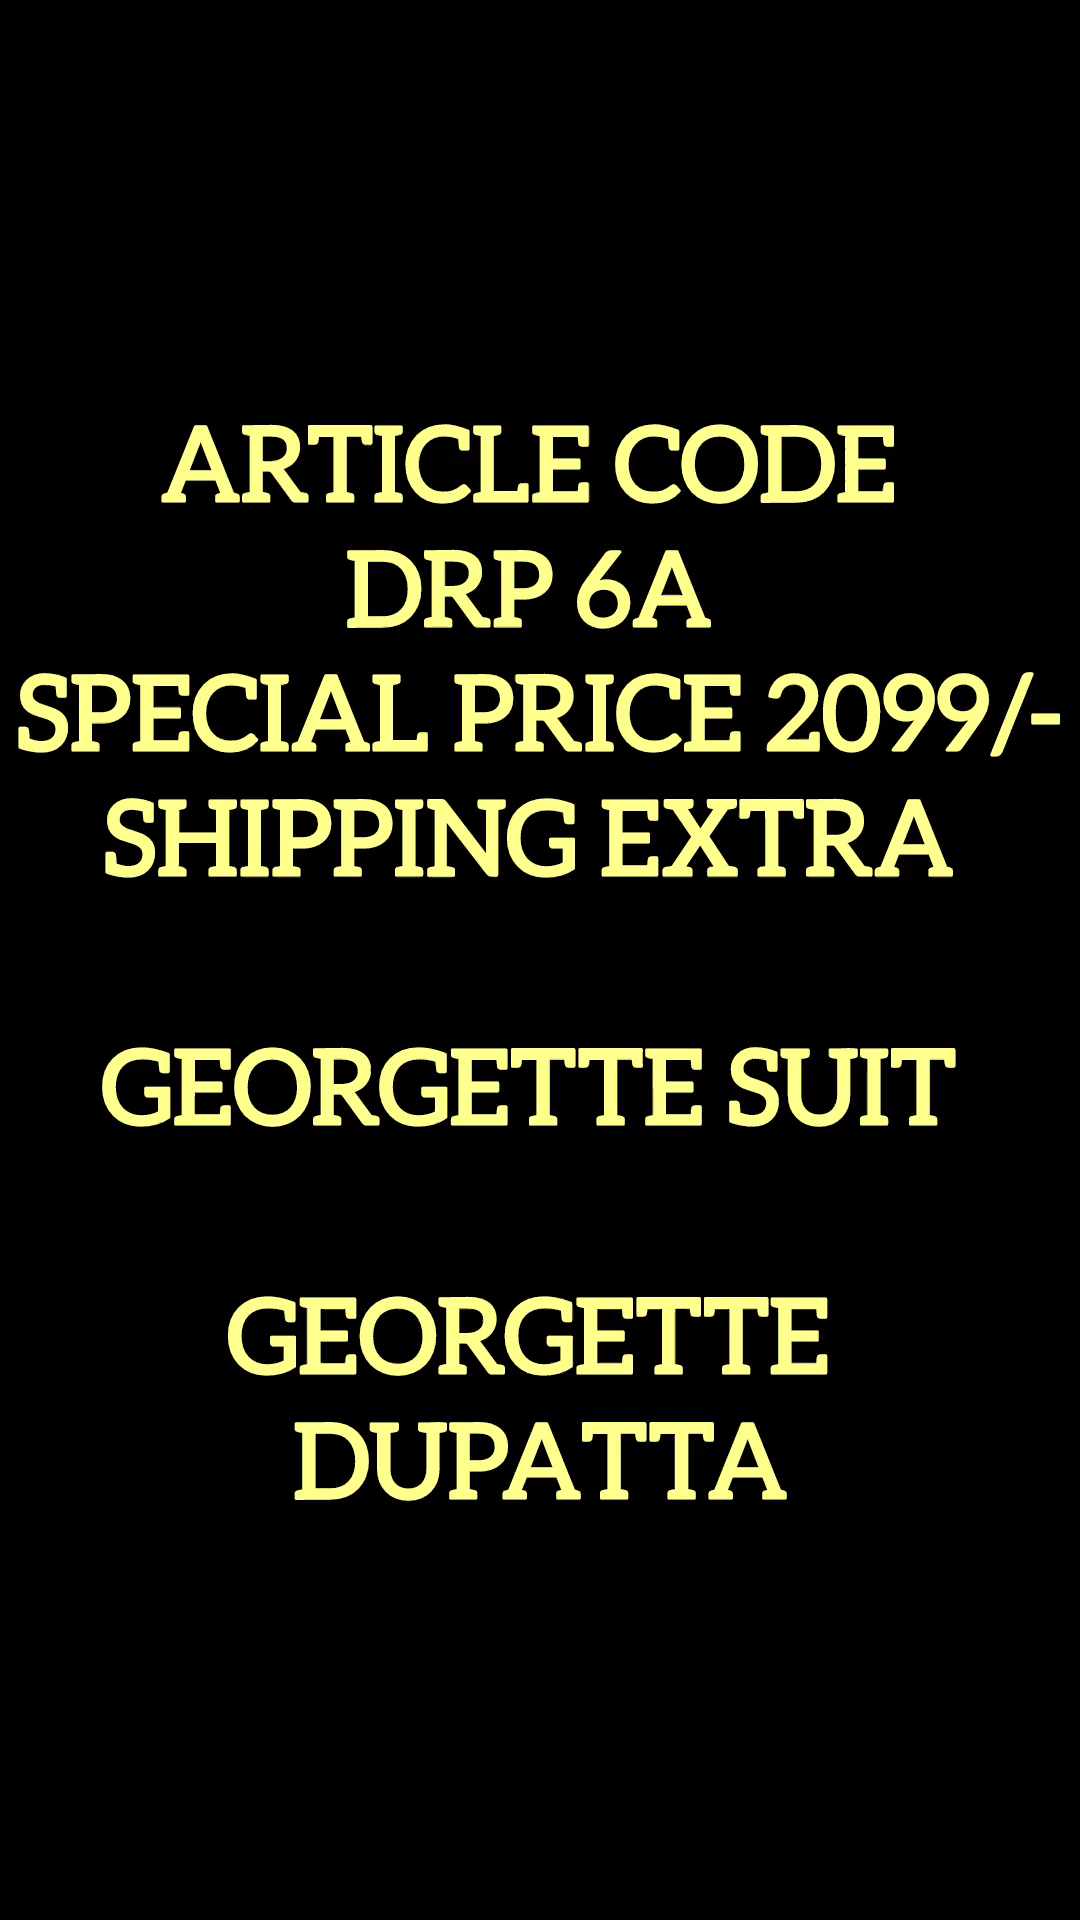 ARTICLE CODE
DRP 6A
SPECIAL PRICE 2099/-
SHIPPING EXTRA
GEORGETTE SUIT
GEORGETTE
DUPATTA